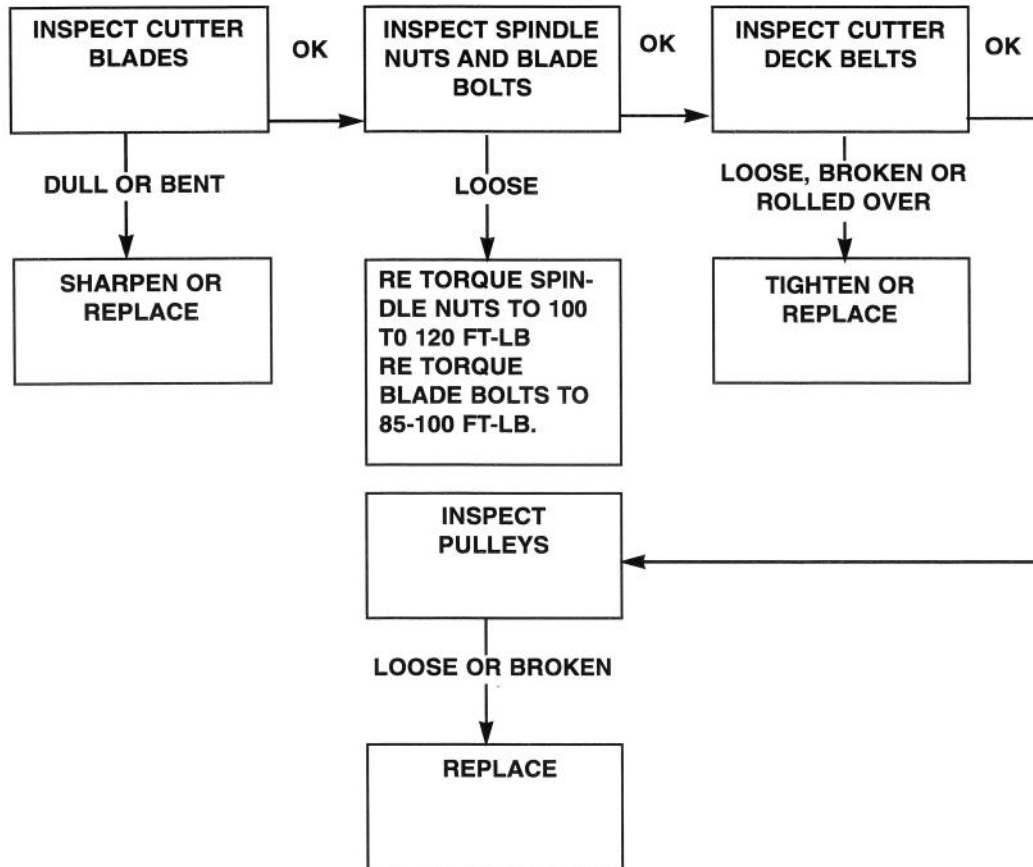 INSPECT CUTTER
BLADES
OK
INSPECT SPINDLE
NUTS AND BLADE
BOLTS
OK
INSPECT CUTTER
DECK BELTS
OK
DULL OR BENT
LOOSE
LOOSE, BROKEN OR
ROLLED OVER
SHARPEN OR
REPLACE
RE TORQUE SPIN-
DLE NUTS TO 100
T0 120 FT-LB
RE TORQUE
BLADE BOLTS TO
85-100 FT-LB.
TIGHTEN OR
REPLACE
INSPECT
PULLEYS
LOOSE OR BROKEN
REPLACE